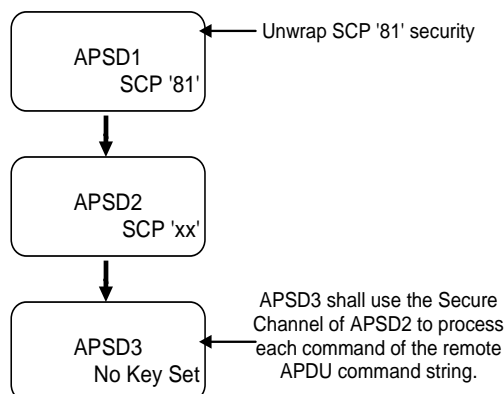 Unwrap SCP '81' security
APSD1
SCP '81'
APSD2
SCP 'xx'
APSD3
No Key Set
APSD3 shall use the Secure
Channel of APSD2 to process
each command of the remote
APDU command string.